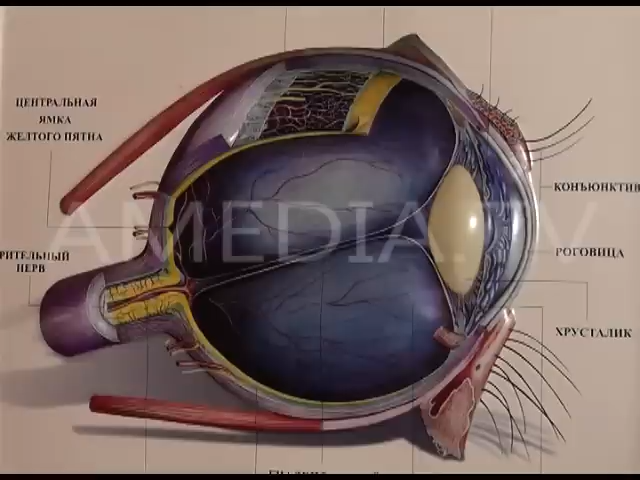 ЦЕНТРАЛЬНАЯ
ЯМКА
ЖЕЛТОГО ПЯТНА
КОНЪЮНКТИВ
AMEDIA.TV
РИТЕЛЬНЫЙ
НЕРВ
РОГОВИЦА
ХРУСТАЛИК